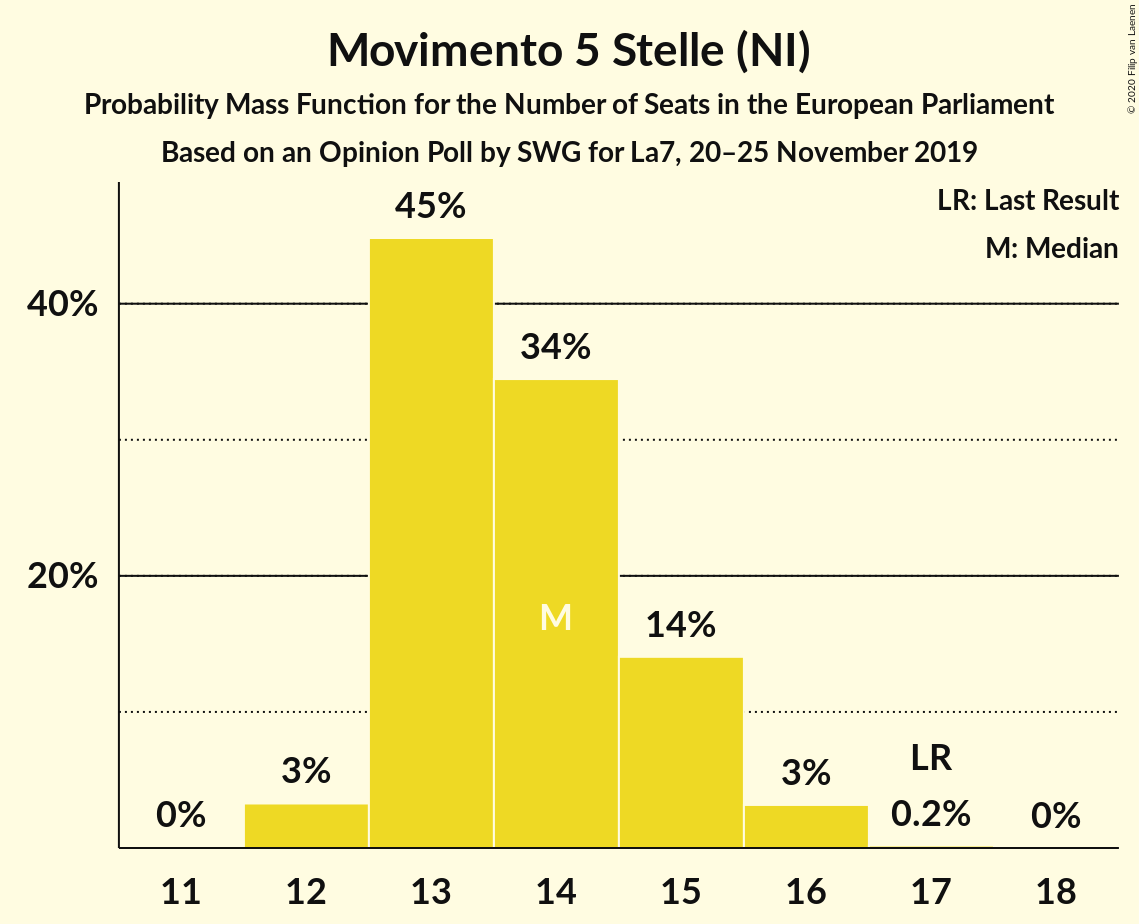 Movimento 5 Stelle (NI)
Probability Mass Function for the Number of Seats in the European Parliament
Based on an Opinion Poll by SWG for La7, 20–25 November 2019
© 2020 Filip van Laenen
LR: Last Result
M: Median
45%
40%
34%
20%
M
14%
LR
3%
3%
0%
0.2%
0%
11 12 13 14 15 16 17 18